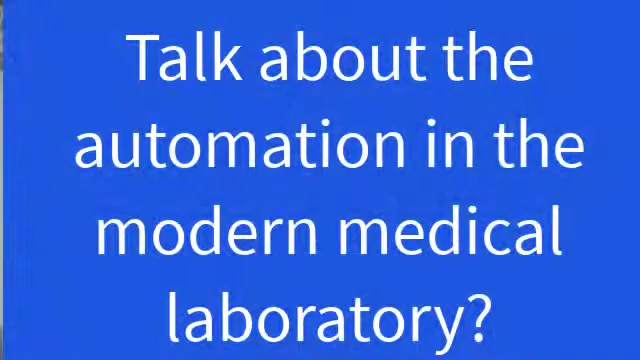 Talk about the
automation in the
modern medical
laboratory?